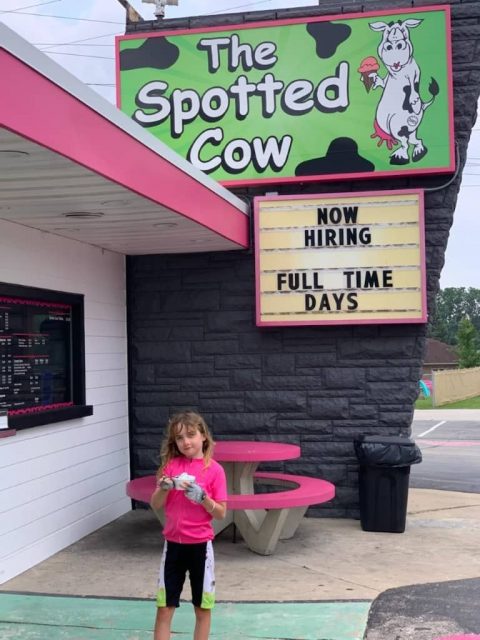 The
Spotted
Cow
NOW
HIRING
FULL TIME
DAYS